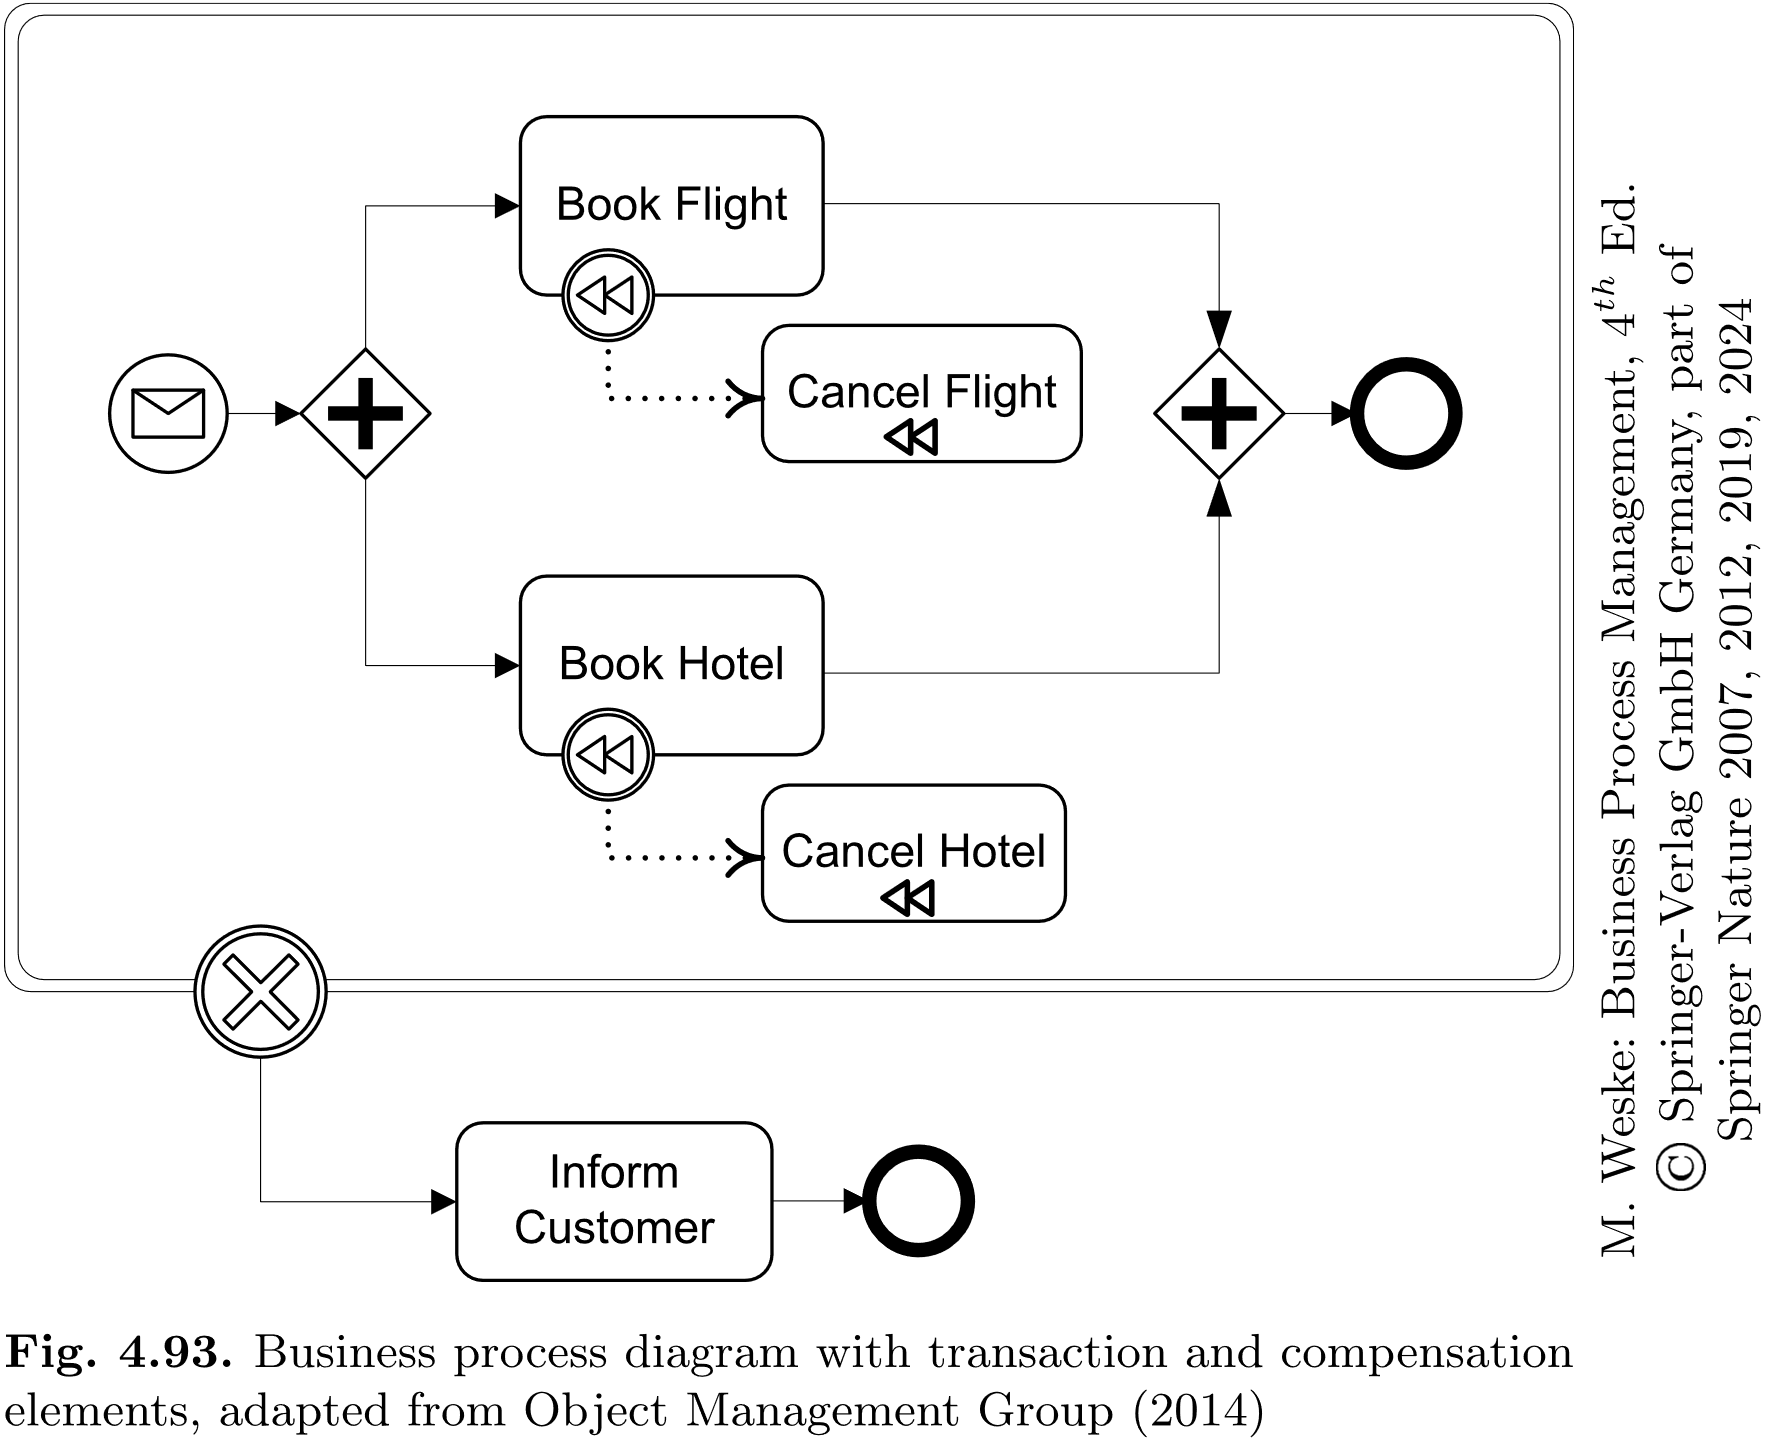 Book Flight
Cancel Flight
Book Hotel
Cancel Hotel
Inform
Customer
M. Weske: Business Process Management, 4th Ed.
© Springer-Verlag GmbH Germany, part of
Springer Nature 2007, 2012, 2019, 2024
Fig. 4.93. Business process diagram with transaction and compensation
elements, adapted from Object Management Group (2014)